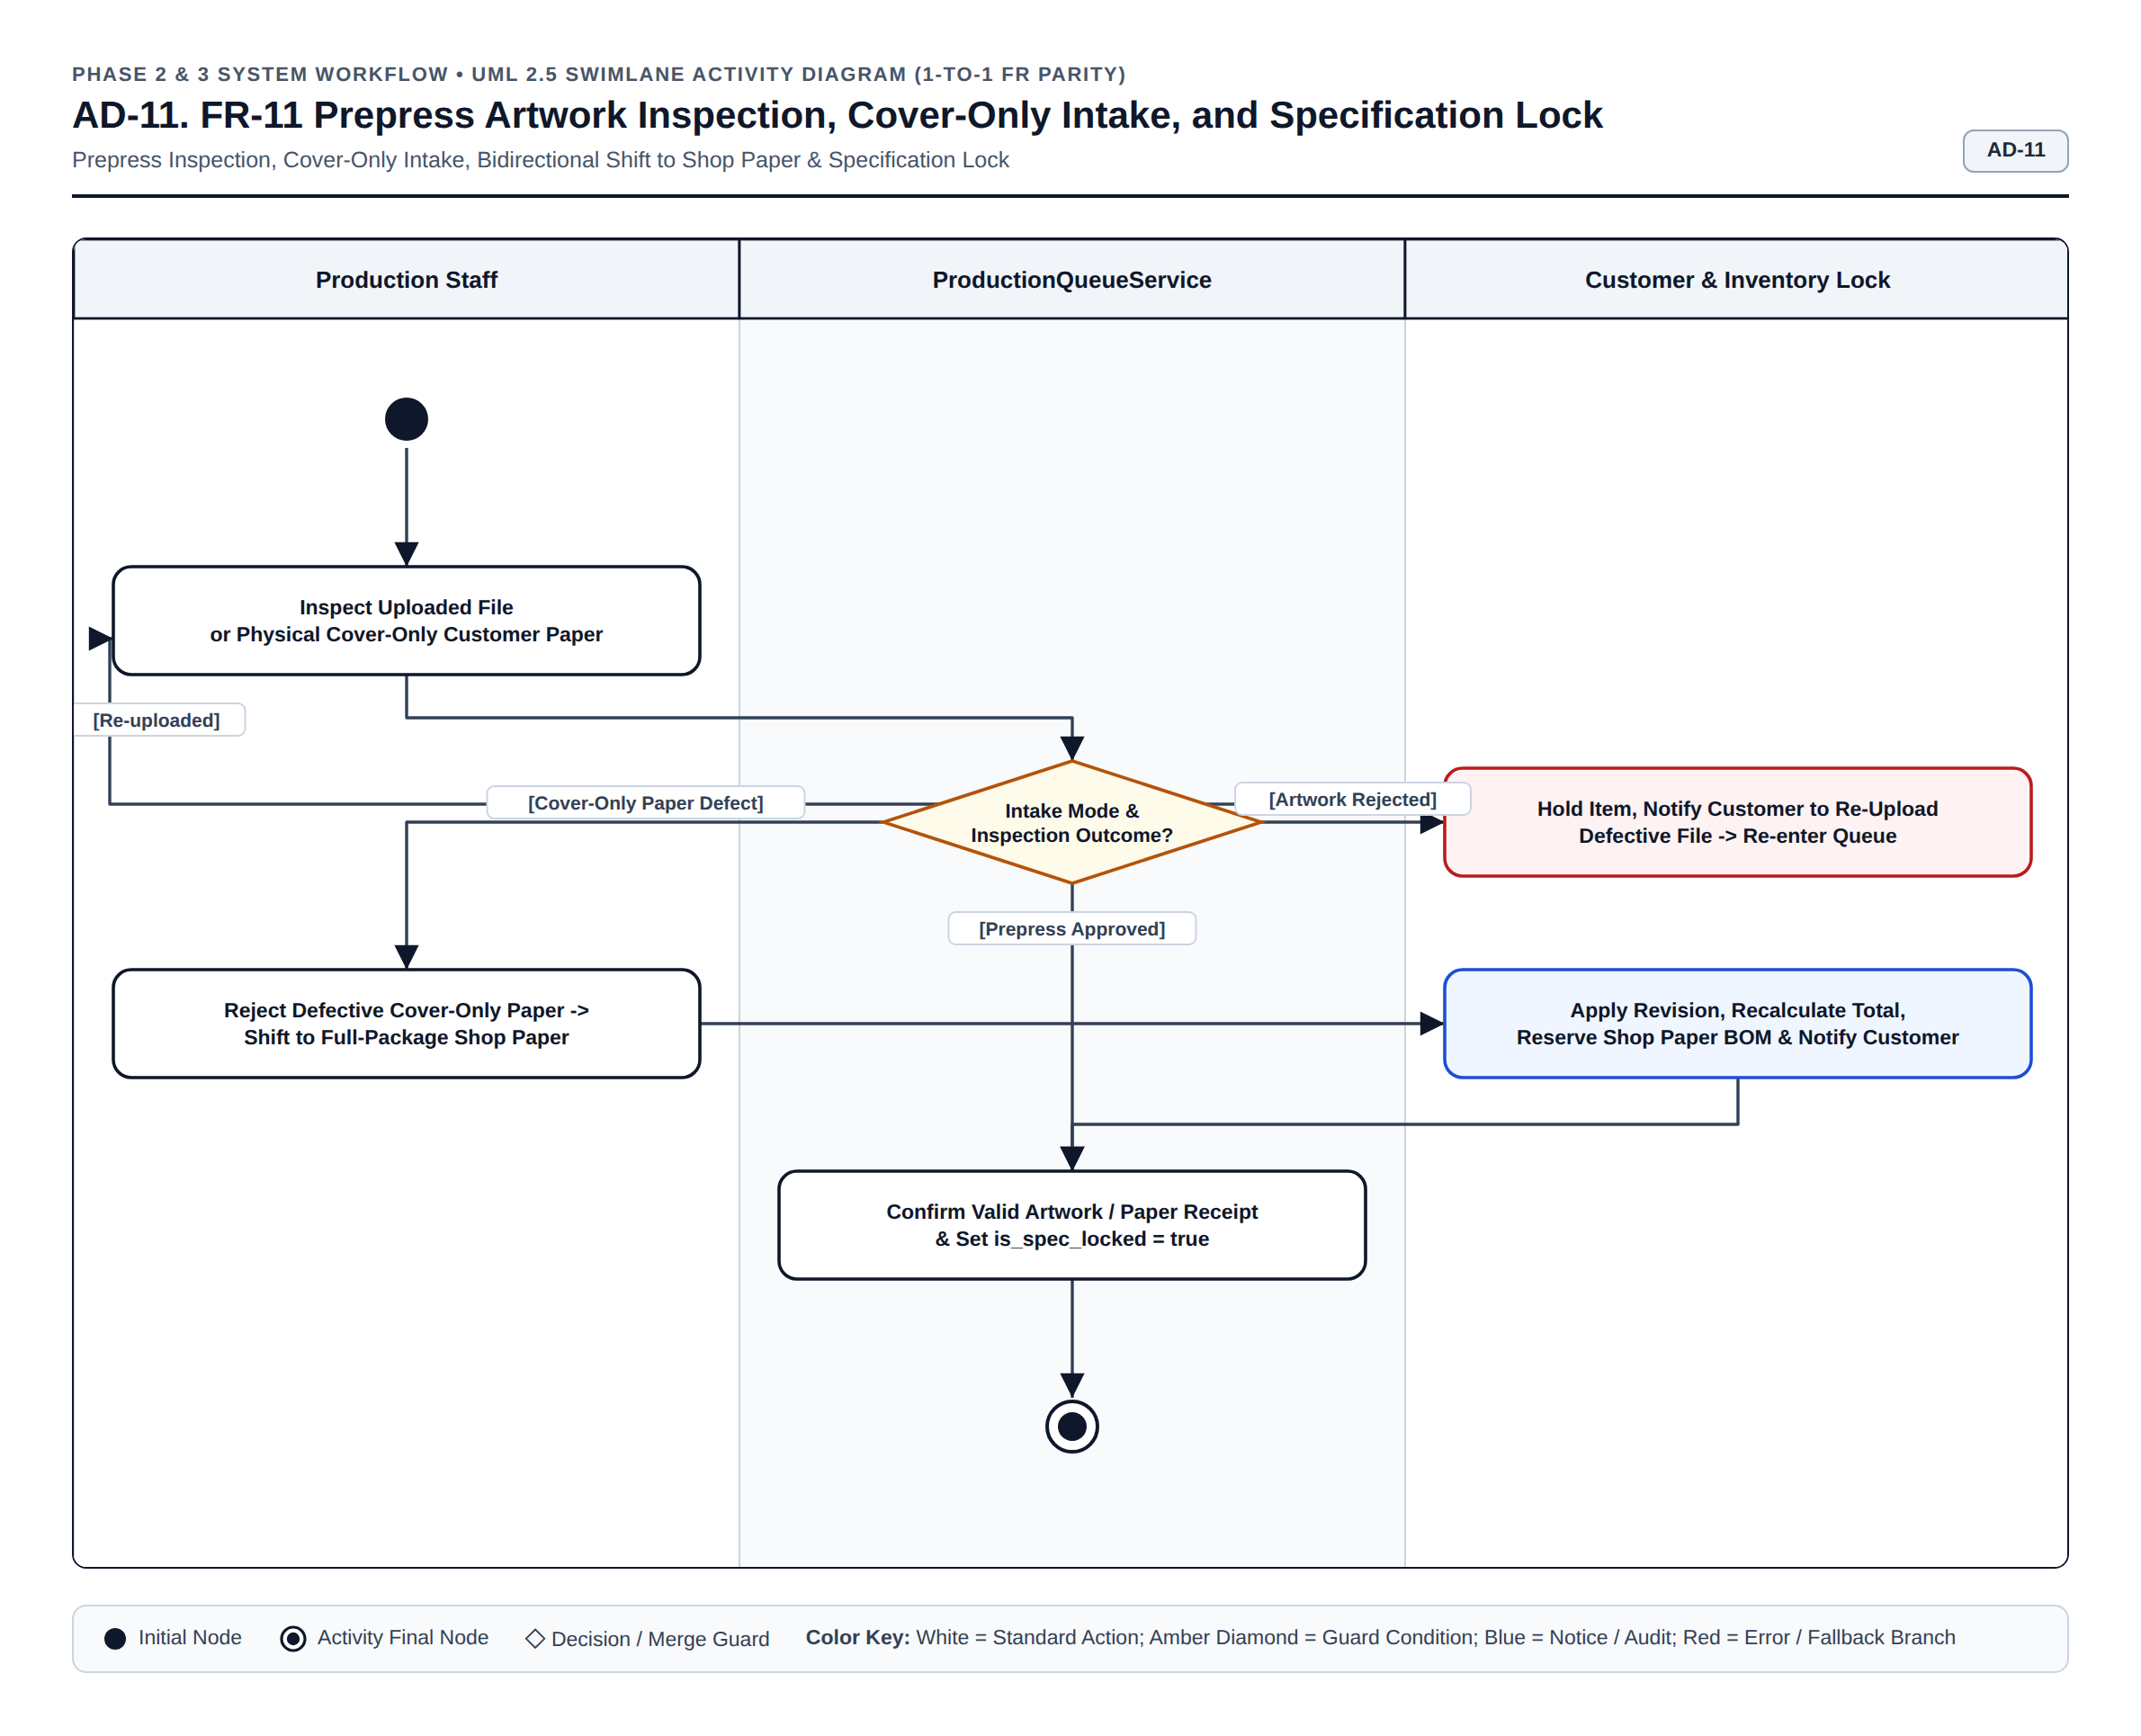 PHASE 2 & 3 SYSTEM WORKFLOW • UML 2.5 SWIMLANE ACTIVITY DIAGRAM (1-TO-1 FR PARITY)
AD-11. FR-11 Prepress Artwork Inspection, Cover-Only Intake, and Specification Lock
Prepress Inspection, Cover-Only Intake, Bidirectional Shift to Shop Paper & Specification Lock
AD-11
Production Staff
ProductionQueueService
Customer & Inventory Lock
Inspect Uploaded File
or Physical Cover-Only Customer Paper
[Re-uploaded]
[Cover-Only Paper Defect]
Intake Mode &
Inspection Outcome?
[Artwork Rejected]
Hold Item, Notify Customer to Re-Upload
Defective File -> Re-enter Queue
[Prepress Approved]
Reject Defective Cover-Only Paper ->
Shift to Full-Package Shop Paper
Apply Revision, Recalculate Total,
Reserve Shop Paper BOM & Notify Customer
Confirm Valid Artwork / Paper Receipt
& Set is_spec_locked = true
Initial Node
Activity Final Node
Decision / Merge Guard
Color Key: White = Standard Action; Amber Diamond = Guard Condition; Blue = Notice / Audit; Red = Error / Fallback Branch